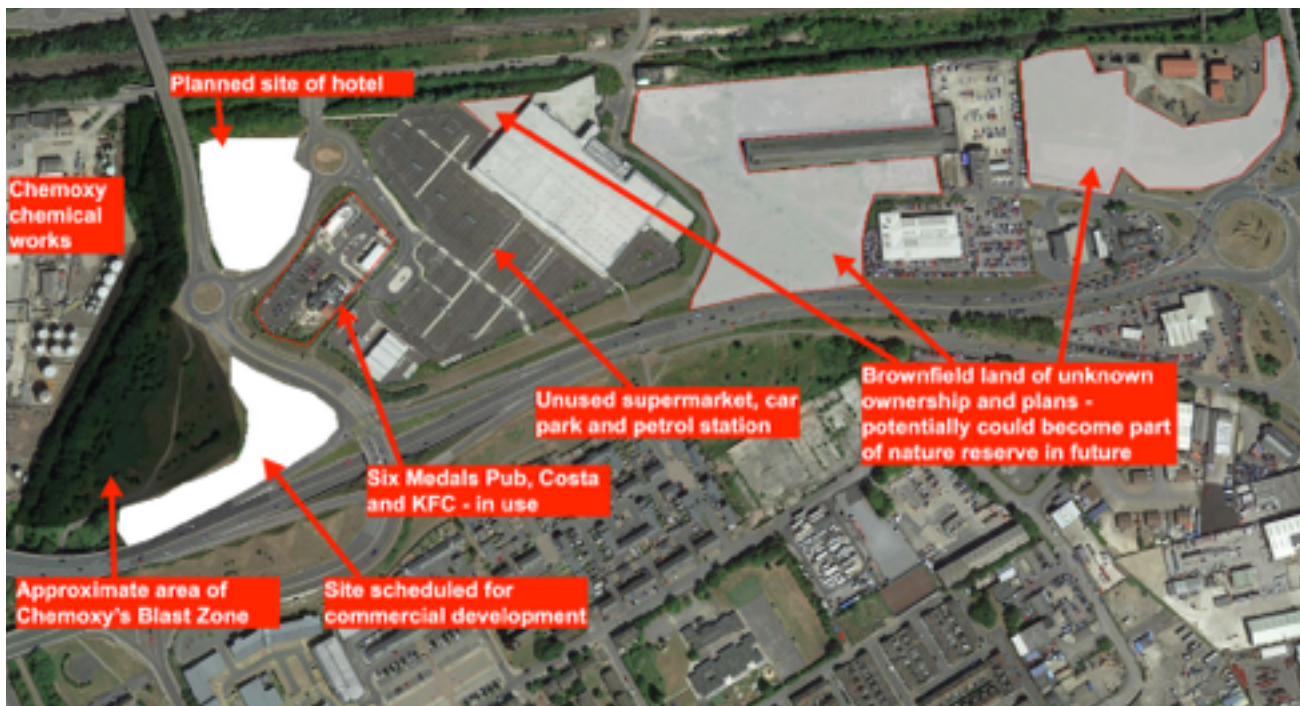 Planned site of hotel
Chemoxy
chemical
works
Unused supermarket, car
park and petrol station
Brownfield land of unknown
ownership and plans -
potentially could become part
of nature reserve in future
Six Medals Pub, Costa
and KFC - in use
Approximate area of
Chemoxy's Blast Zone
Site scheduled for
commercial development